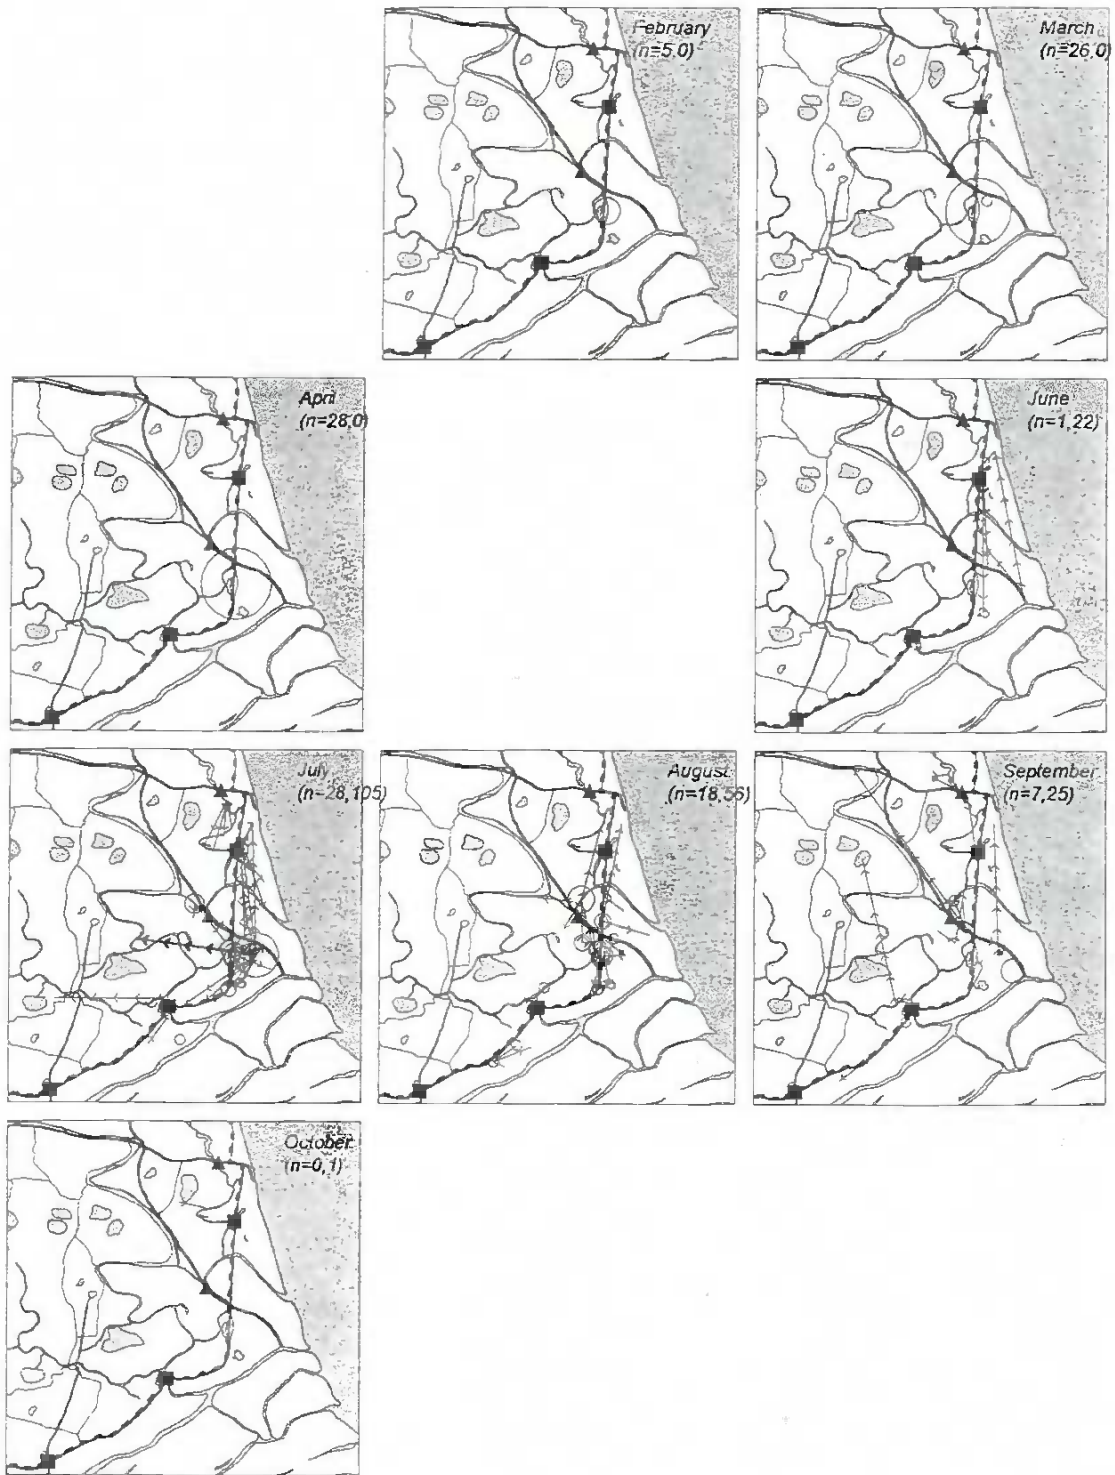 February
(n=5,0)
March
(n=26,0)
April
(n=28,0)
June
(n=1,22)
July
(n=28,105)
August
(n=18,56)
September
(n=7,25)
October
(n=0,1)